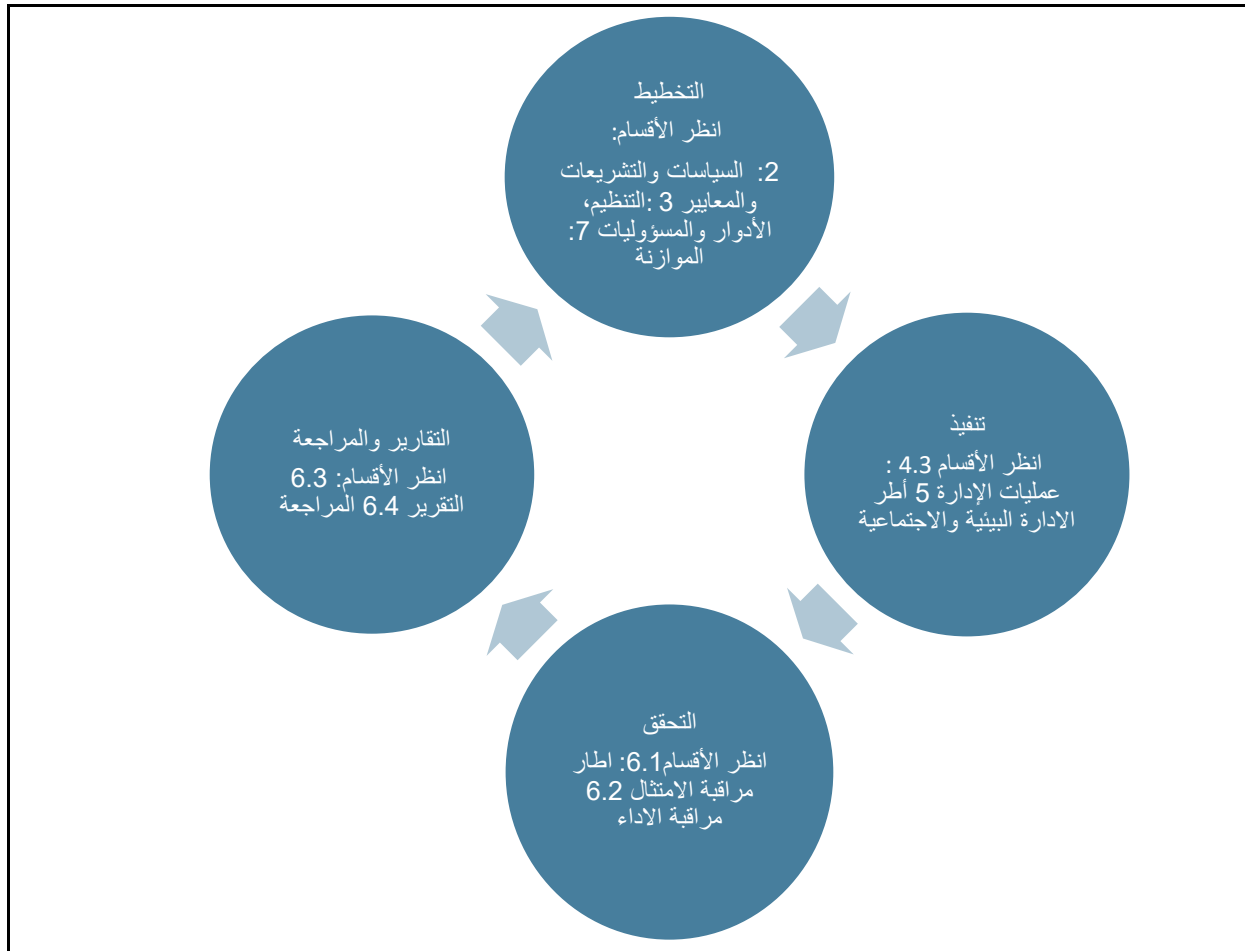 التخطيط
انظر الأقسام:
2: السياسات والتشريعات
والمعايير 3 :التنظيم،
الأدوار والمسؤوليات 7:
الموازنة
تنفيذ
انظر الأقسام 4.3 :
عمليات الإدارة 5 أطر
الادارة البيئية والاجتماعية
التحقق
انظر الأقسام6.1: اطار
مراقبة الامتثال 6.2
مراقبة الاداء
التقارير والمراجعة
انظر الأقسام: 6.3
التقرير 6.4 المراجعة